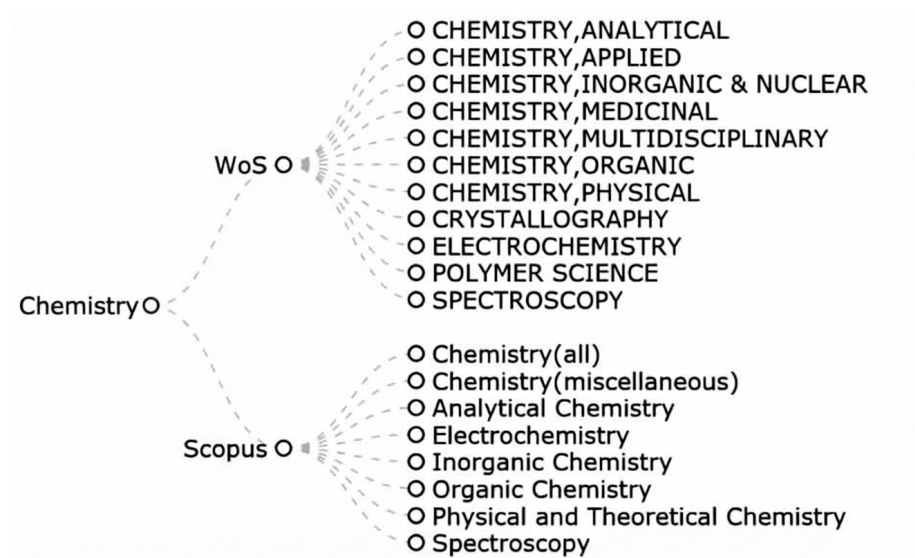 Chemistry
WoS
CHEMISTRY,ANALYTICAL
CHEMISTRY,APPLIED
CHEMISTRY,INORGANIC & NUCLEAR
CHEMISTRY,MEDICINAL
CHEMISTRY,MULTIDISCIPLINARY
CHEMISTRY,ORGANIC
CHEMISTRY,PHYSICAL
CRYSTALLOGRAPHY
ELECTROCHEMISTRY
POLYMER SCIENCE
SPECTROSCOPY
Scopus
Chemistry(all)
Chemistry(miscellaneous)
Analytical Chemistry
Electrochemistry
Inorganic Chemistry
Organic Chemistry
Physical and Theoretical Chemistry
Spectroscopy